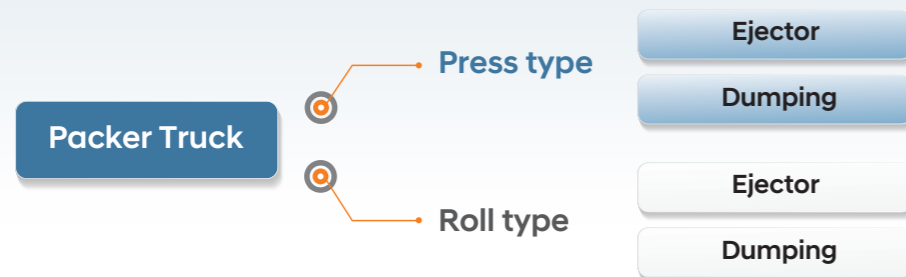 Packer Truck
Press type
Ejector
Dumping
Roll type
Ejector
Dumping